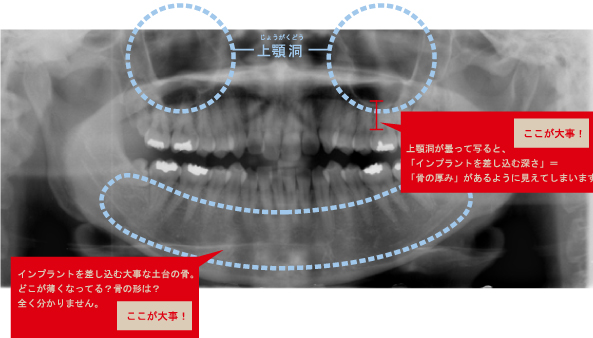 じょうがくどう
上顎洞
ここが大事！
上顎洞が曇って写ると、
「インプラントを差し込む深さ」＝
「骨の厚み」があるように見えてしまいます
インプラントを差し込む大事な土台の骨。
どこが薄くなってる？骨の形は？
全く分かりません。
ここが大事！